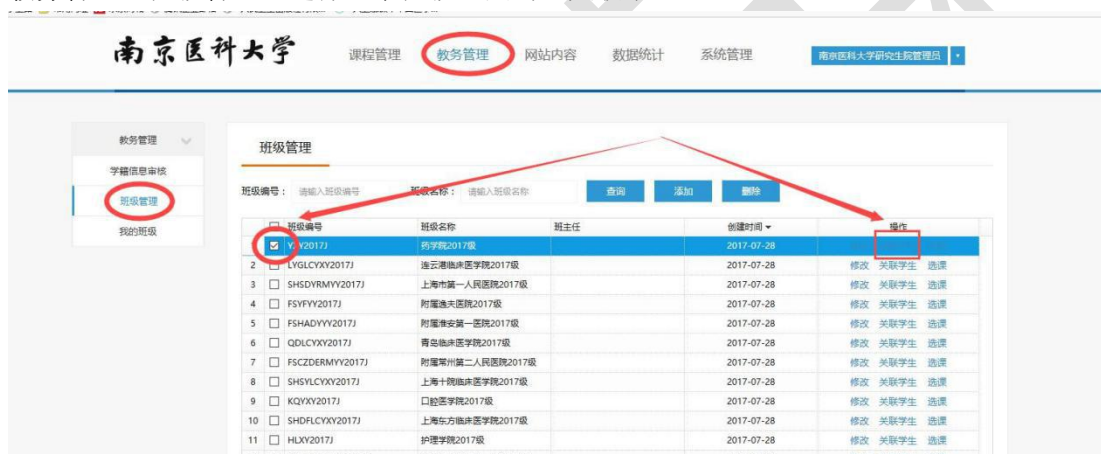 南京医科大学
课程管理 教务管理 网站内容 数据统计 系统管理 南京医科大学研究生院管理员
教务管理
学籍信息审核
班级管理
我的班级
班级管理
班级编号： 请输入班级编号 班级名称： 请输入班级名称 查询 添加 删除
班级编号 班级名称 班主任 创建时间 操作
药学院2017级 2017-07-28
2 LYGLCYXY2017J 连云港临床医学院2017级 2017-07-28 修改 关联学生 选课
3 SHSDYRMYY2017J 上海市第一人民医院2017级 2017-07-28 修改 关联学生 选课
4 FSYFYY2017J 附属逸夫医院2017级 2017-07-28 修改 关联学生 选课
5 FSHADYYY2017J 附属淮安第一医院2017级 2017-07-28 修改 关联学生 选课
6 QDLCYXY2017J 青岛临床医学院2017级 2017-07-28 修改 关联学生 选课
7 FSCZDERMYY2017J 附属常州第二人民医院2017级 2017-07-28 修改 关联学生 选课
8 SHSYLCYXY2017J 上海十院临床医学院2017级 2017-07-28 修改 关联学生 选课
9 KQYXY2017J 口腔医学院2017级 2017-07-28 修改 关联学生 选课
10 SHDFLCYXY2017J 上海东方临床医学院2017级 2017-07-28 修改 关联学生 选课
11 HLXY2017J 护理学院2017级 2017-07-28 修改 关联学生 选课